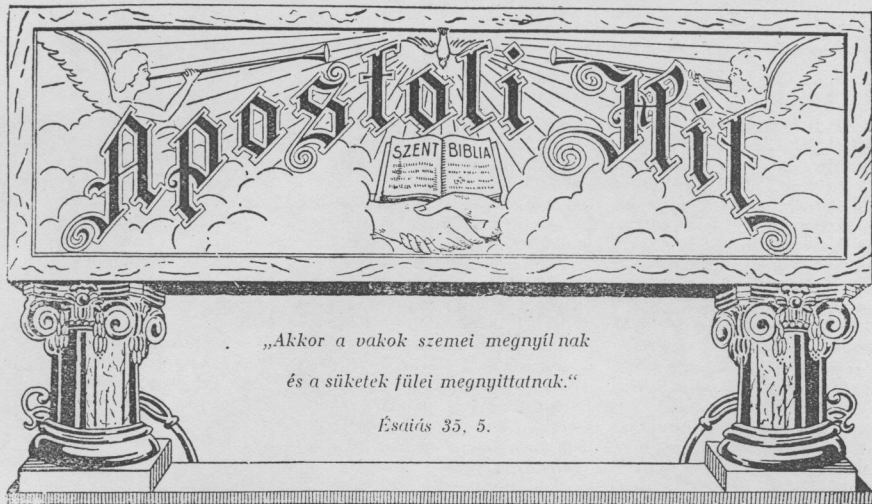 Apostoli Hit
SZENT BIBLIA
„Akkor a vakok szemei megnyílnak
és a süketek fülei megnyittatnak.“
Ésaiás 35, 5.